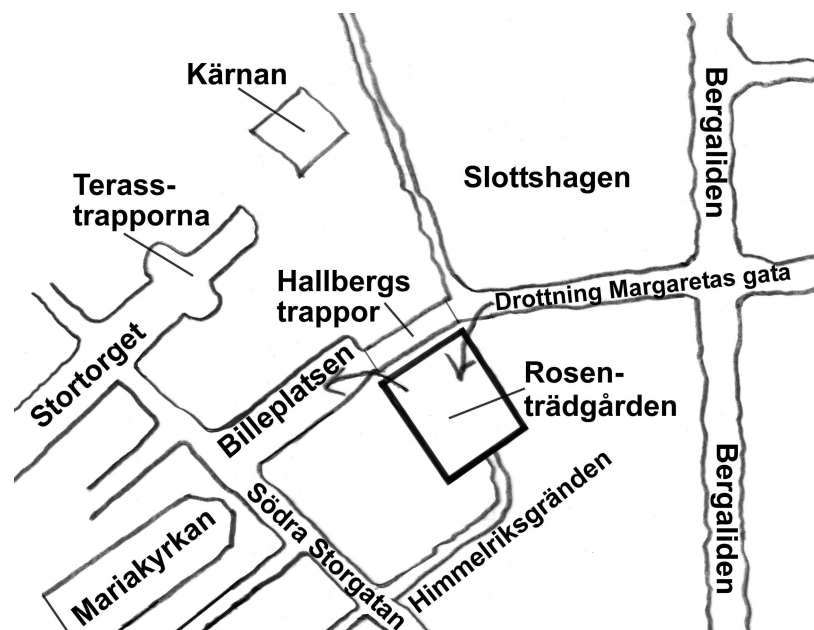 Kärnan
Bergaliden
Slottshagen
Terass-
trapporna
Hallbergs
trappor
Drottning Margaretas gata
Stortorget
Billeplatsen
Rosen-
trädgården
Bergaliden
Södra Storgatan
Himmelriksgränden
Mariakyrkan